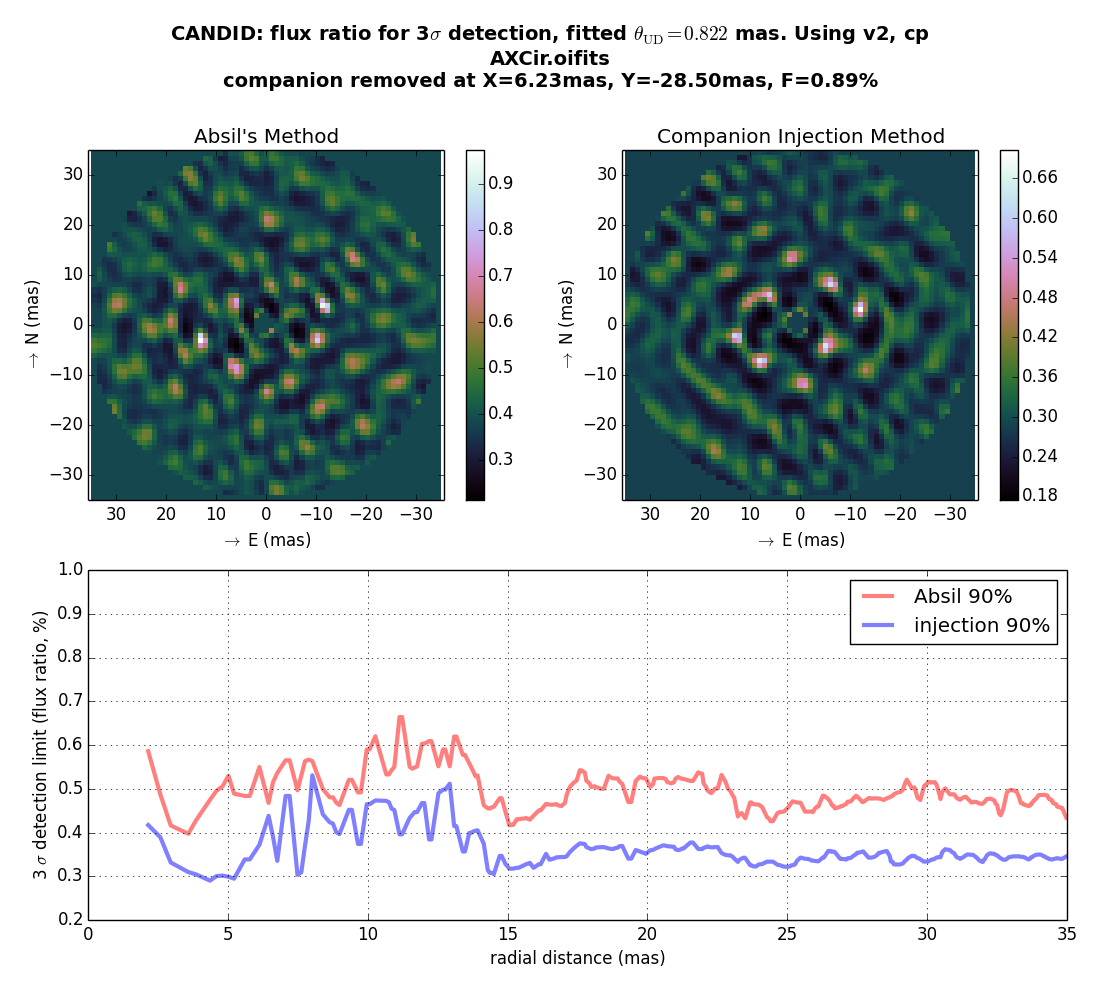 CANDID: flux ratio for 3σ detection, fitted θUD = 0.822 mas. Using v2, cp
AXCir.oifits
companion removed at X=6.23mas, Y=-28.50mas, F=0.89%
Absil's Method
Companion Injection Method
30
20
10
0
−10
−20
−30
→ N (mas)
30 20 10 0 −10 −20 −30
→ E (mas)
0.9
0.8
0.7
0.6
0.5
0.4
0.3
30
20
10
0
−10
−20
−30
→ N (mas)
30 20 10 0 −10 −20 −30
→ E (mas)
0.66
0.60
0.54
0.48
0.42
0.36
0.30
0.24
0.18
1.0
0.9
0.8
0.7
0.6
0.5
0.4
0.3
0.2
3 σ detection limit (flux ratio, %)
Absil 90%
injection 90%
0 5 10 15 20 25 30 35
radial distance (mas)